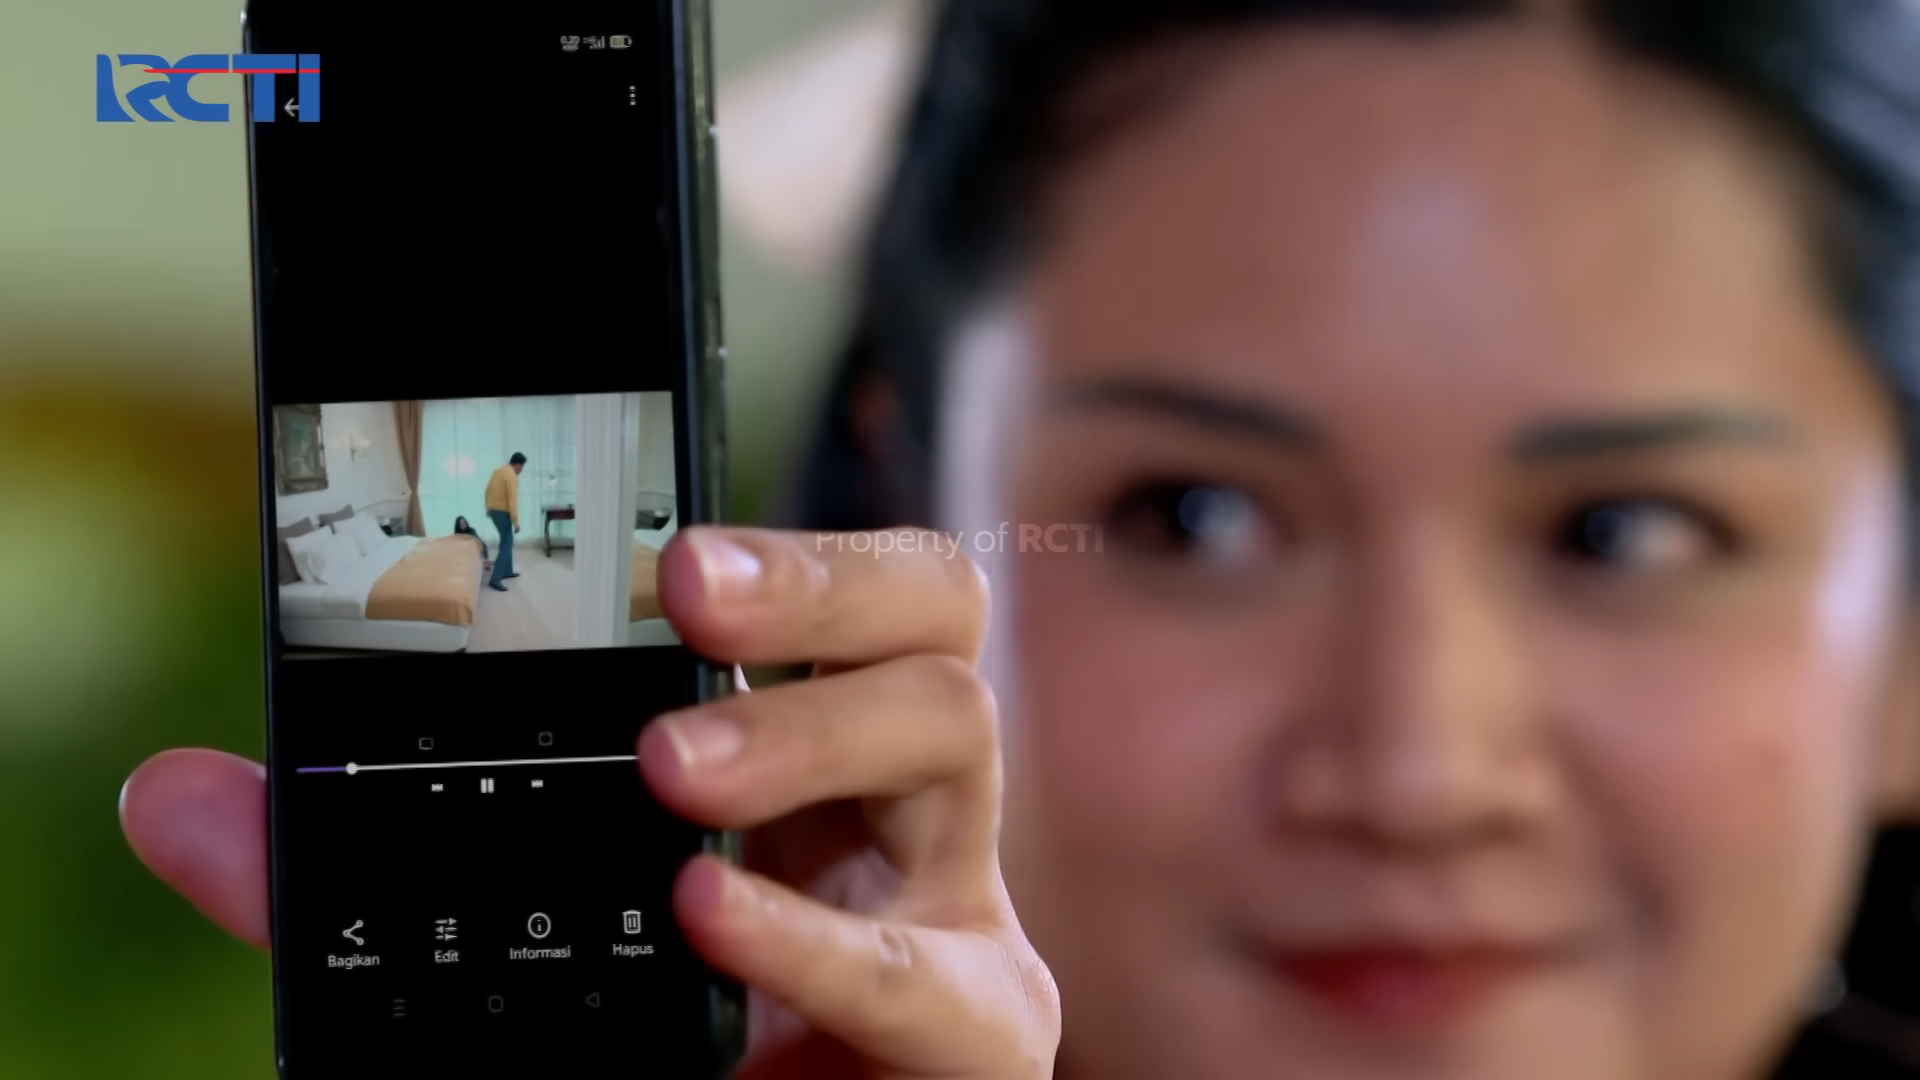 RCTI
Property of RCTI
Bagikan
Edit
Informasi
Hapus